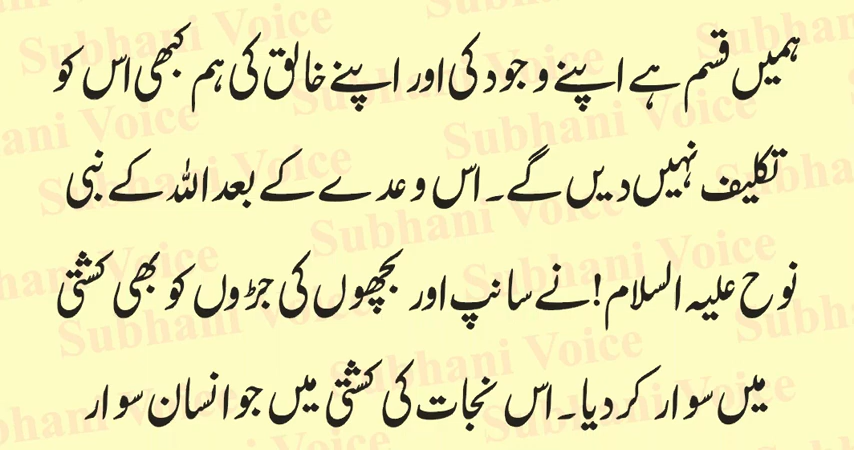 ہمیں قسم ہے اپنے وجود کی اور اپنے خالق کی ہم کبھی اس کو
تکلیف نہیں دیں گے۔ اس وعدے کے بعد اللہ کے نبی
نوح علیہ السلام! نے سانپ اور بچھوں کی جڑوں کو بھی کشتی
میں سوار کر دیا۔ اس نجات کی کشتی میں جو انسان سوار
Subhani Voice